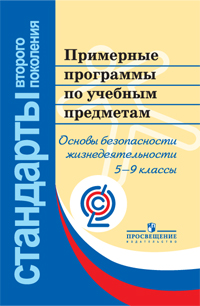 стандарты
второго
поколения
Примерные
программы
по учебным
предметам
Основы безопасности
жизнедеятельности
5–9 классы
ПРОСВЕЩЕНИЕ
ИЗДАТЕЛЬСТВО